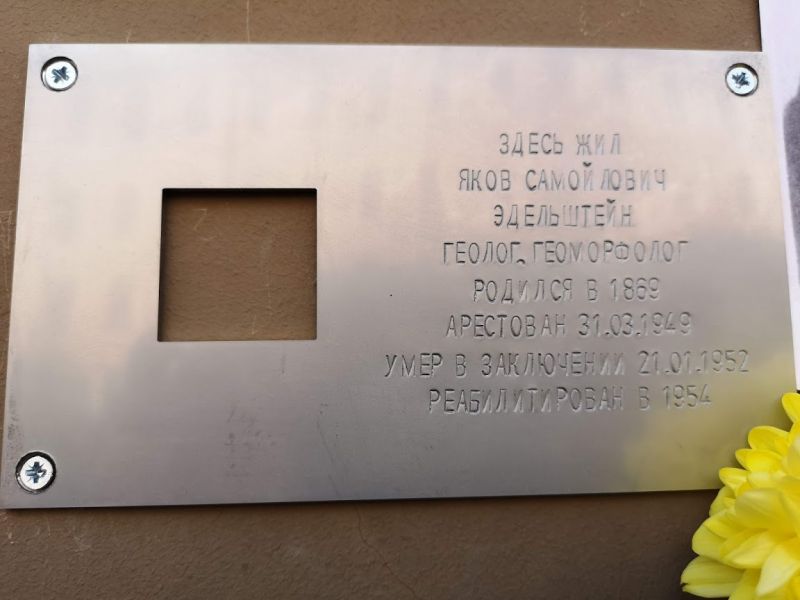 ЗДЕСЬ ЖИЛ
ЯКОВ САМОЙЛОВИЧ
ЭДЕЛЬШТЕЙН
ГЕОЛОГ, ГЕОМОРФОЛОГ
РОДИЛСЯ В 1869
АРЕСТОВАН 31.03.1949
УМЕР В ЗАКЛЮЧЕНИИ 21.01.1952
РЕАБИЛИТИРОВАН В 1954